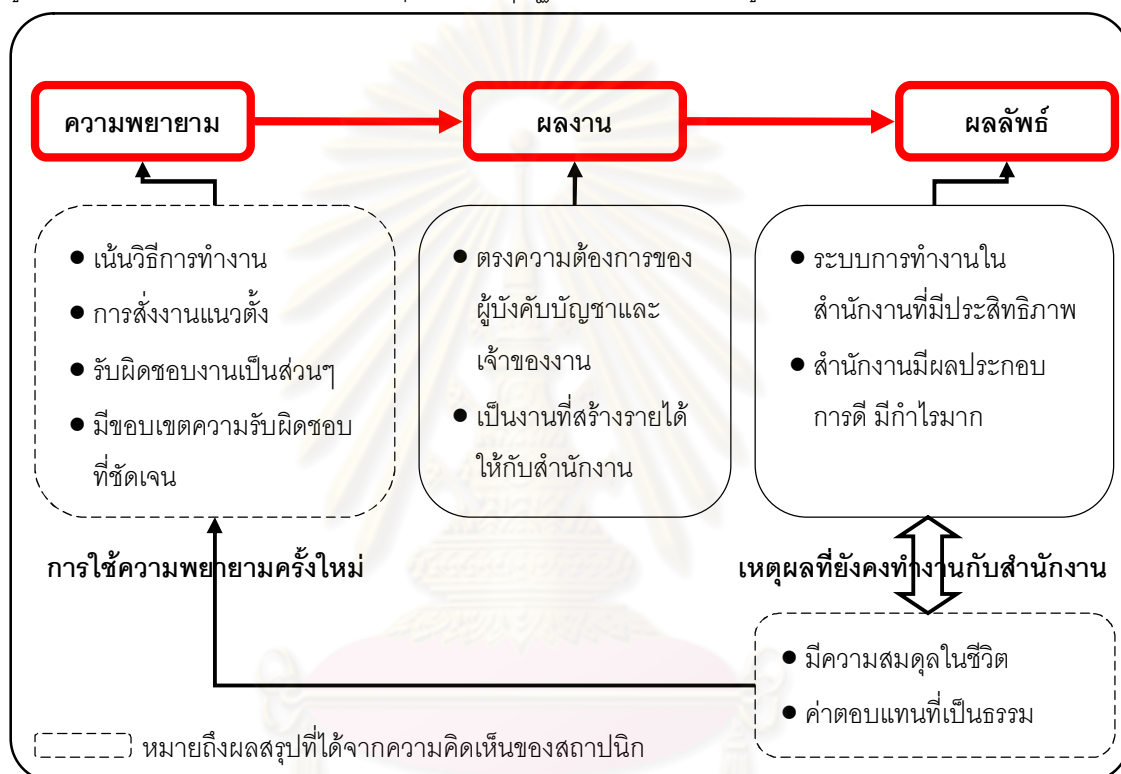 ความพยายาม
ผลงาน
ผลลัพธ์
● เน้นวิธีการทำงาน
● การสั่งงานแนวตั้ง
● รับผิดชอบงานเป็นส่วนๆ
● มีขอบเขตความรับผิดชอบ
ที่ชัดเจน
● ตรงความต้องการของ
ผู้บังคับบัญชาและ
เจ้าของงาน
● เป็นงานที่สร้างรายได้
ให้กับสำนักงาน
● ระบบการทำงานใน
สำนักงานที่มีประสิทธิภาพ
● สำนักงานมีผลประกอบ
การดี มีกำไรมาก
การใช้ความพยายามครั้งใหม่
เหตุผลที่ยังคงทำงานกับสำนักงาน
● มีความสมดุลในชีวิต
● ค่าตอบแทนที่เป็นธรรม
หมายถึงผลสรุปที่ได้จากความคิดเห็นของสถาปนิก